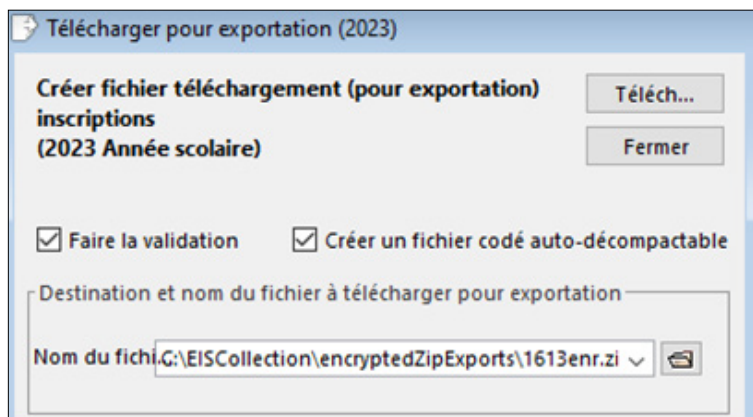 Télécharger pour exportation (2023)
Créer fichier téléchargement (pour exportation)
inscriptions
(2023 Année scolaire)
Téléch...
Fermer
Faire la validation
Créer un fichier codé auto-décompactable
Destination et nom du fichier à télécharger pour exportation
Nom du fichi.C:\EISCollection\encryptedZipExports\1613enr.zi